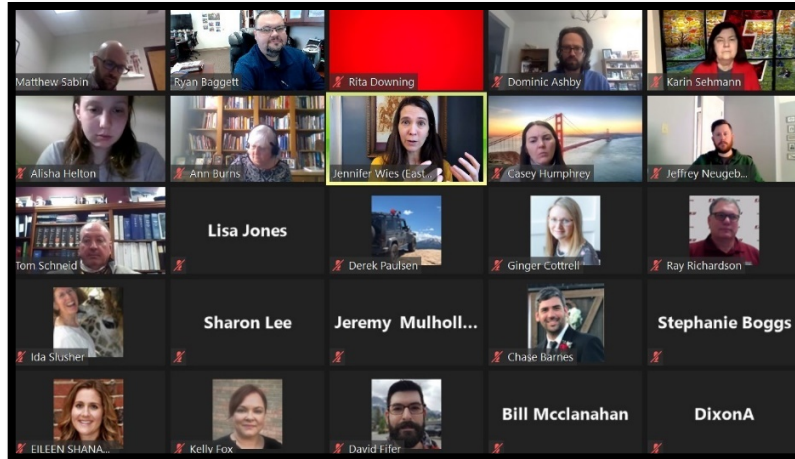 Matthew Sabin
Ryan Baggett
Rita Downing
Dominic Ashby
Karin Sehmann
Alisha Helton
Ann Burns
Jennifer Wies (East...
Casey Humphrey
Jeffrey Neugeb...
Tom Schneid
Lisa Jones
Derek Paulsen
Ginger Cottrell
Ray Richardson
Ida Slusher
Sharon Lee
Jeremy Mulholl...
Chase Barnes
Stephanie Boggs
EILEEN SHANA...
Kelly Fox
David Fifer
Bill Mcclanahan
DixonA